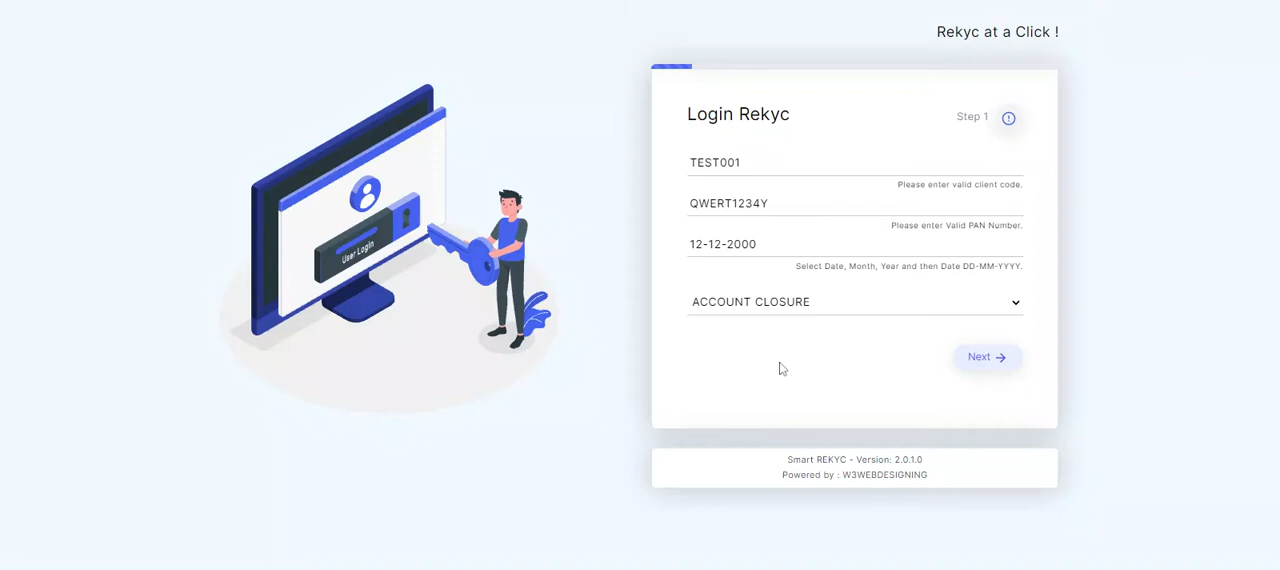 Rekyc at a Click !
Login Rekyc
Step 1
TEST001
Please enter valid client code.
QWERT1234Y
Please enter Valid PAN Number.
12-12-2000
Select Date, Month, Year and then Date DD-MM-YYYY.
ACCOUNT CLOSURE
Next
User Login
Smart REKYC - Version: 2.0.1.0
Powered by : W3WEBDESIGNING